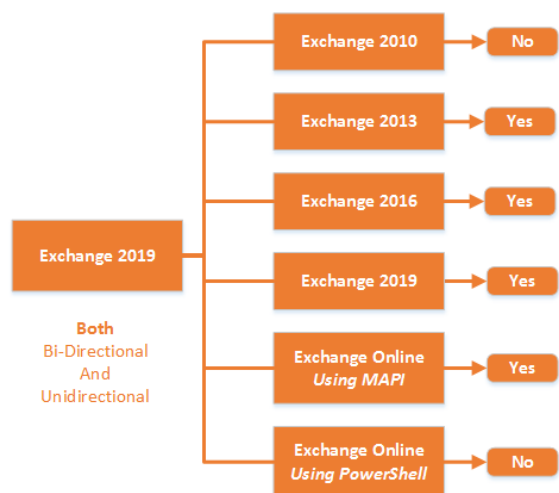 Exchange 2010
No
Exchange 2013
Yes
Exchange 2016
Yes
Exchange 2019
Exchange 2019
Yes
Both
Bi-Directional
And
Unidirectional
Exchange Online
Using MAPI
Yes
Exchange Online
Using PowerShell
No